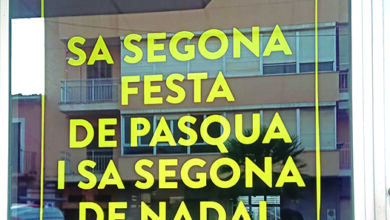 SA SEGONA
FESTA
DE PASQUA
I SA SEGONA
DE NADAL